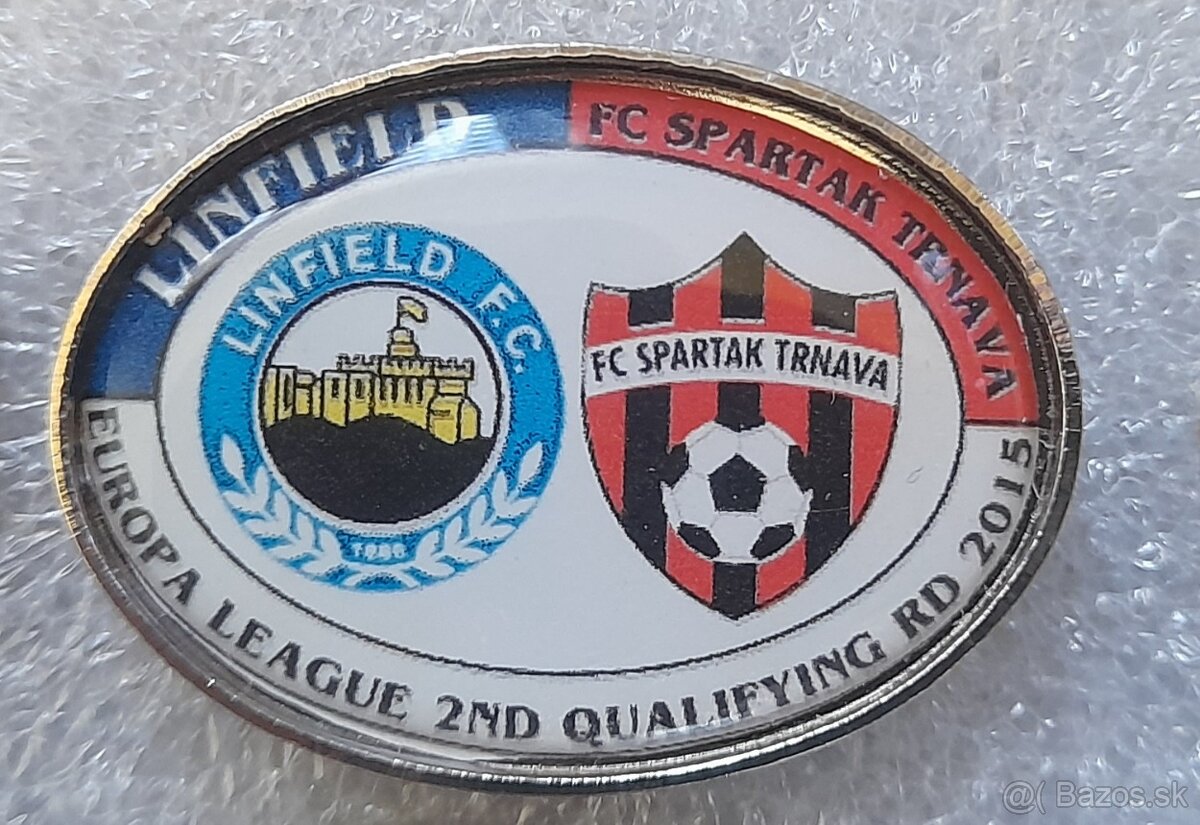 LINFIELD
FC SPARTAK TRNAVA
LINFIELD F.C.
FC SPARTAK TRNAVA
EUROPA LEAGUE 2ND QUALIFYING RD 2015
@( Bazos.sk